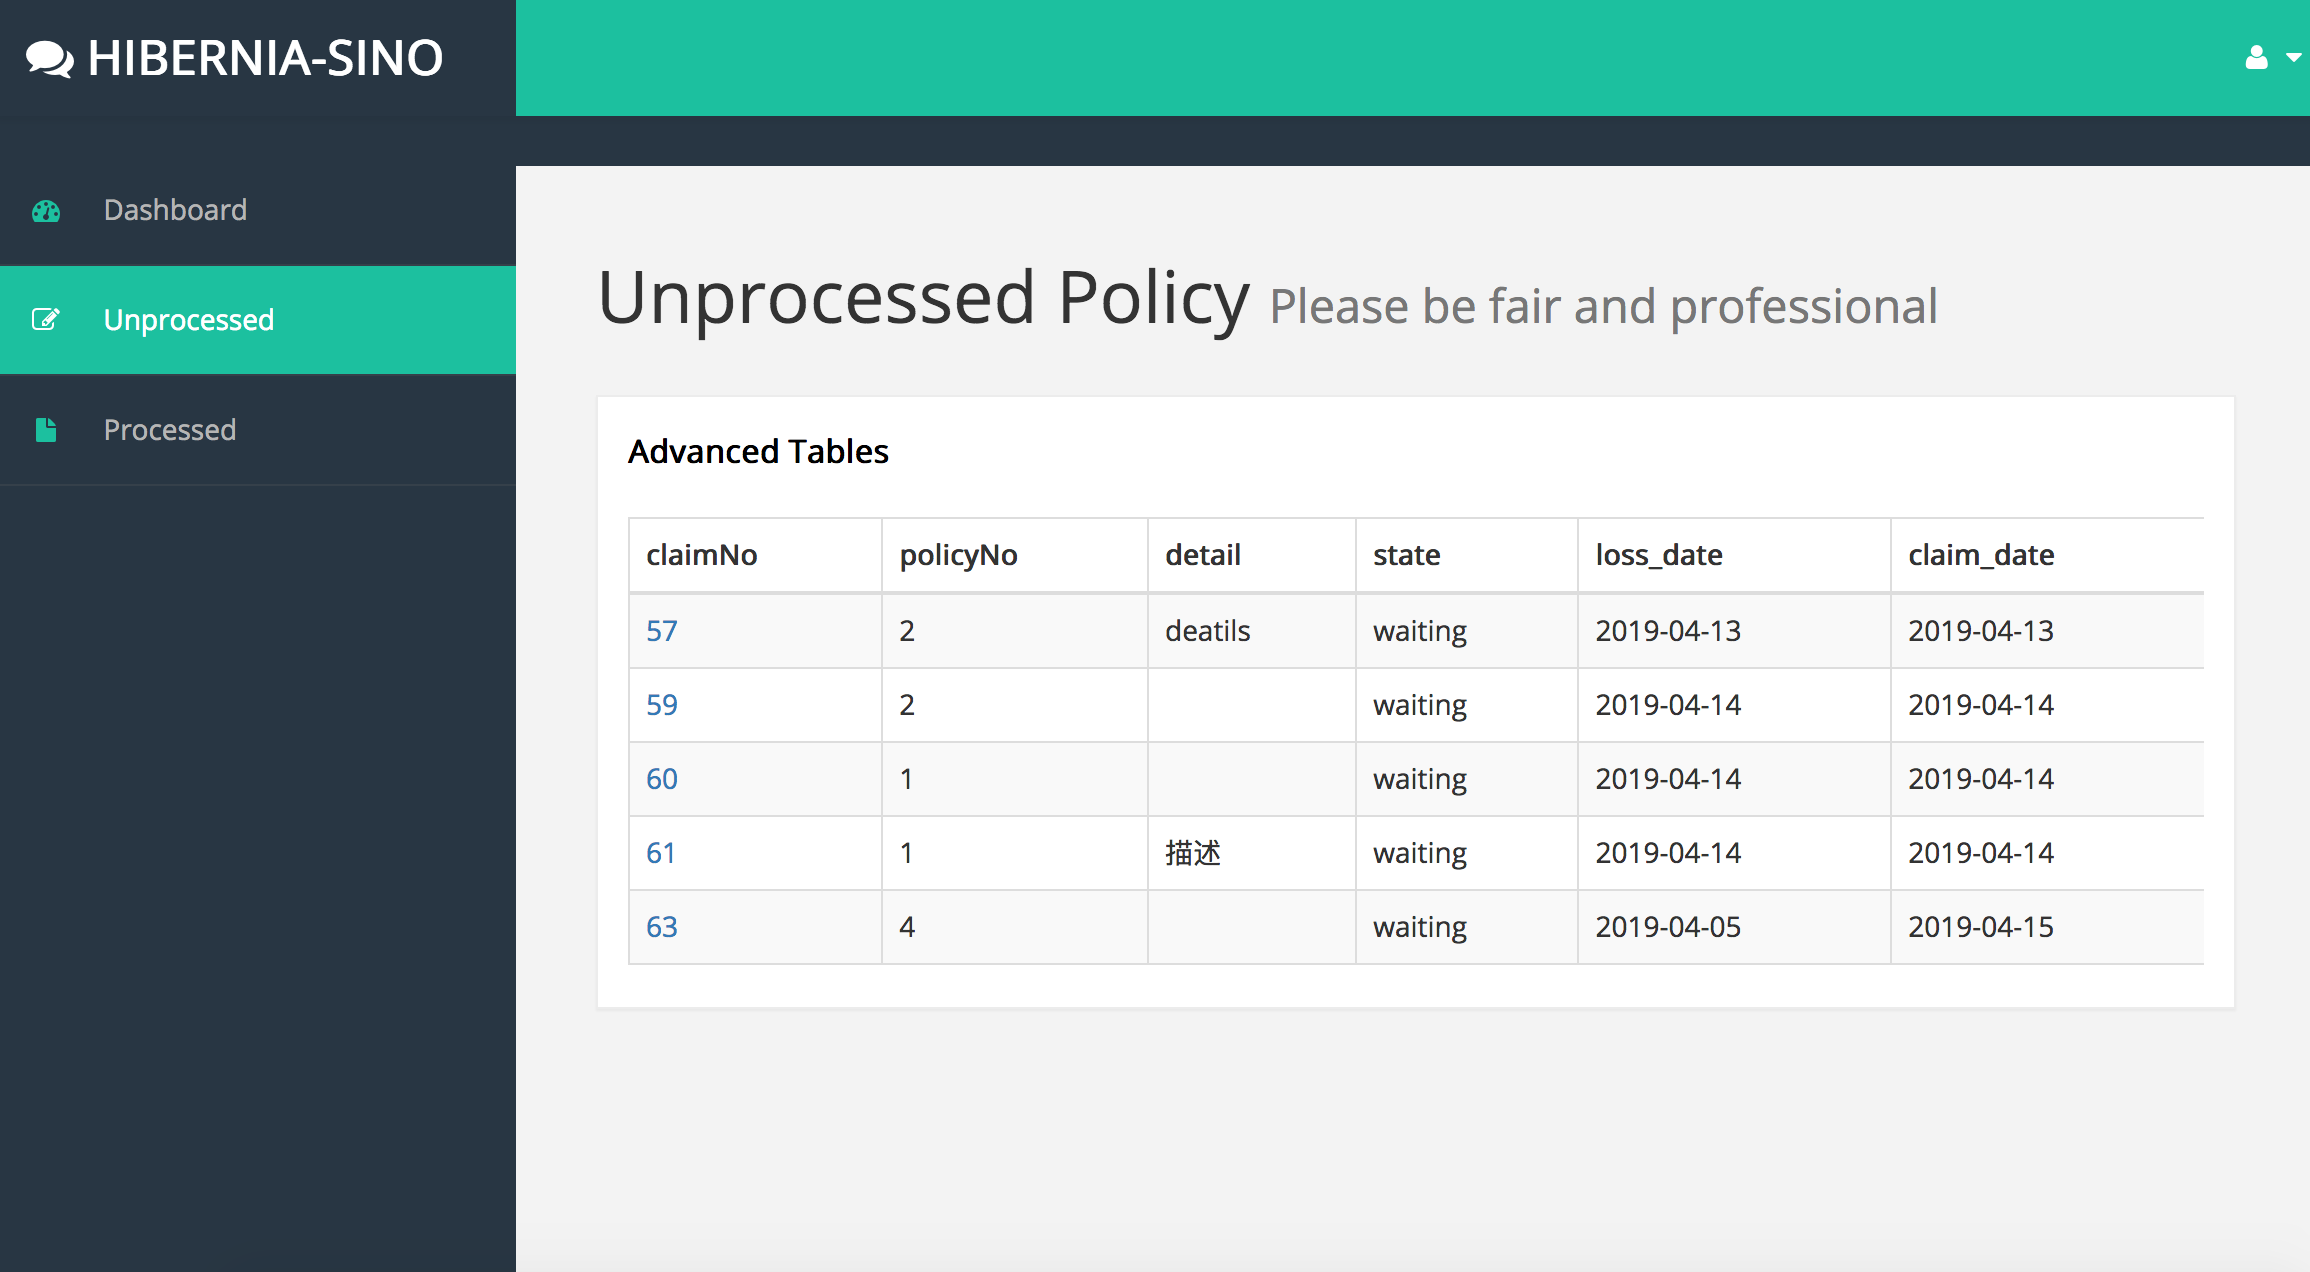 HIBERNIA-SINO
Dashboard
Unprocessed
Processed
Unprocessed Policy Please be fair and professional
Advanced Tables
claimNo policyNo detail state loss_date claim_date
57 2 deatils waiting 2019-04-13 2019-04-13
59 2 waiting 2019-04-14 2019-04-14
60 1 waiting 2019-04-14 2019-04-14
61 1 描述 waiting 2019-04-14 2019-04-14
63 4 waiting 2019-04-05 2019-04-15